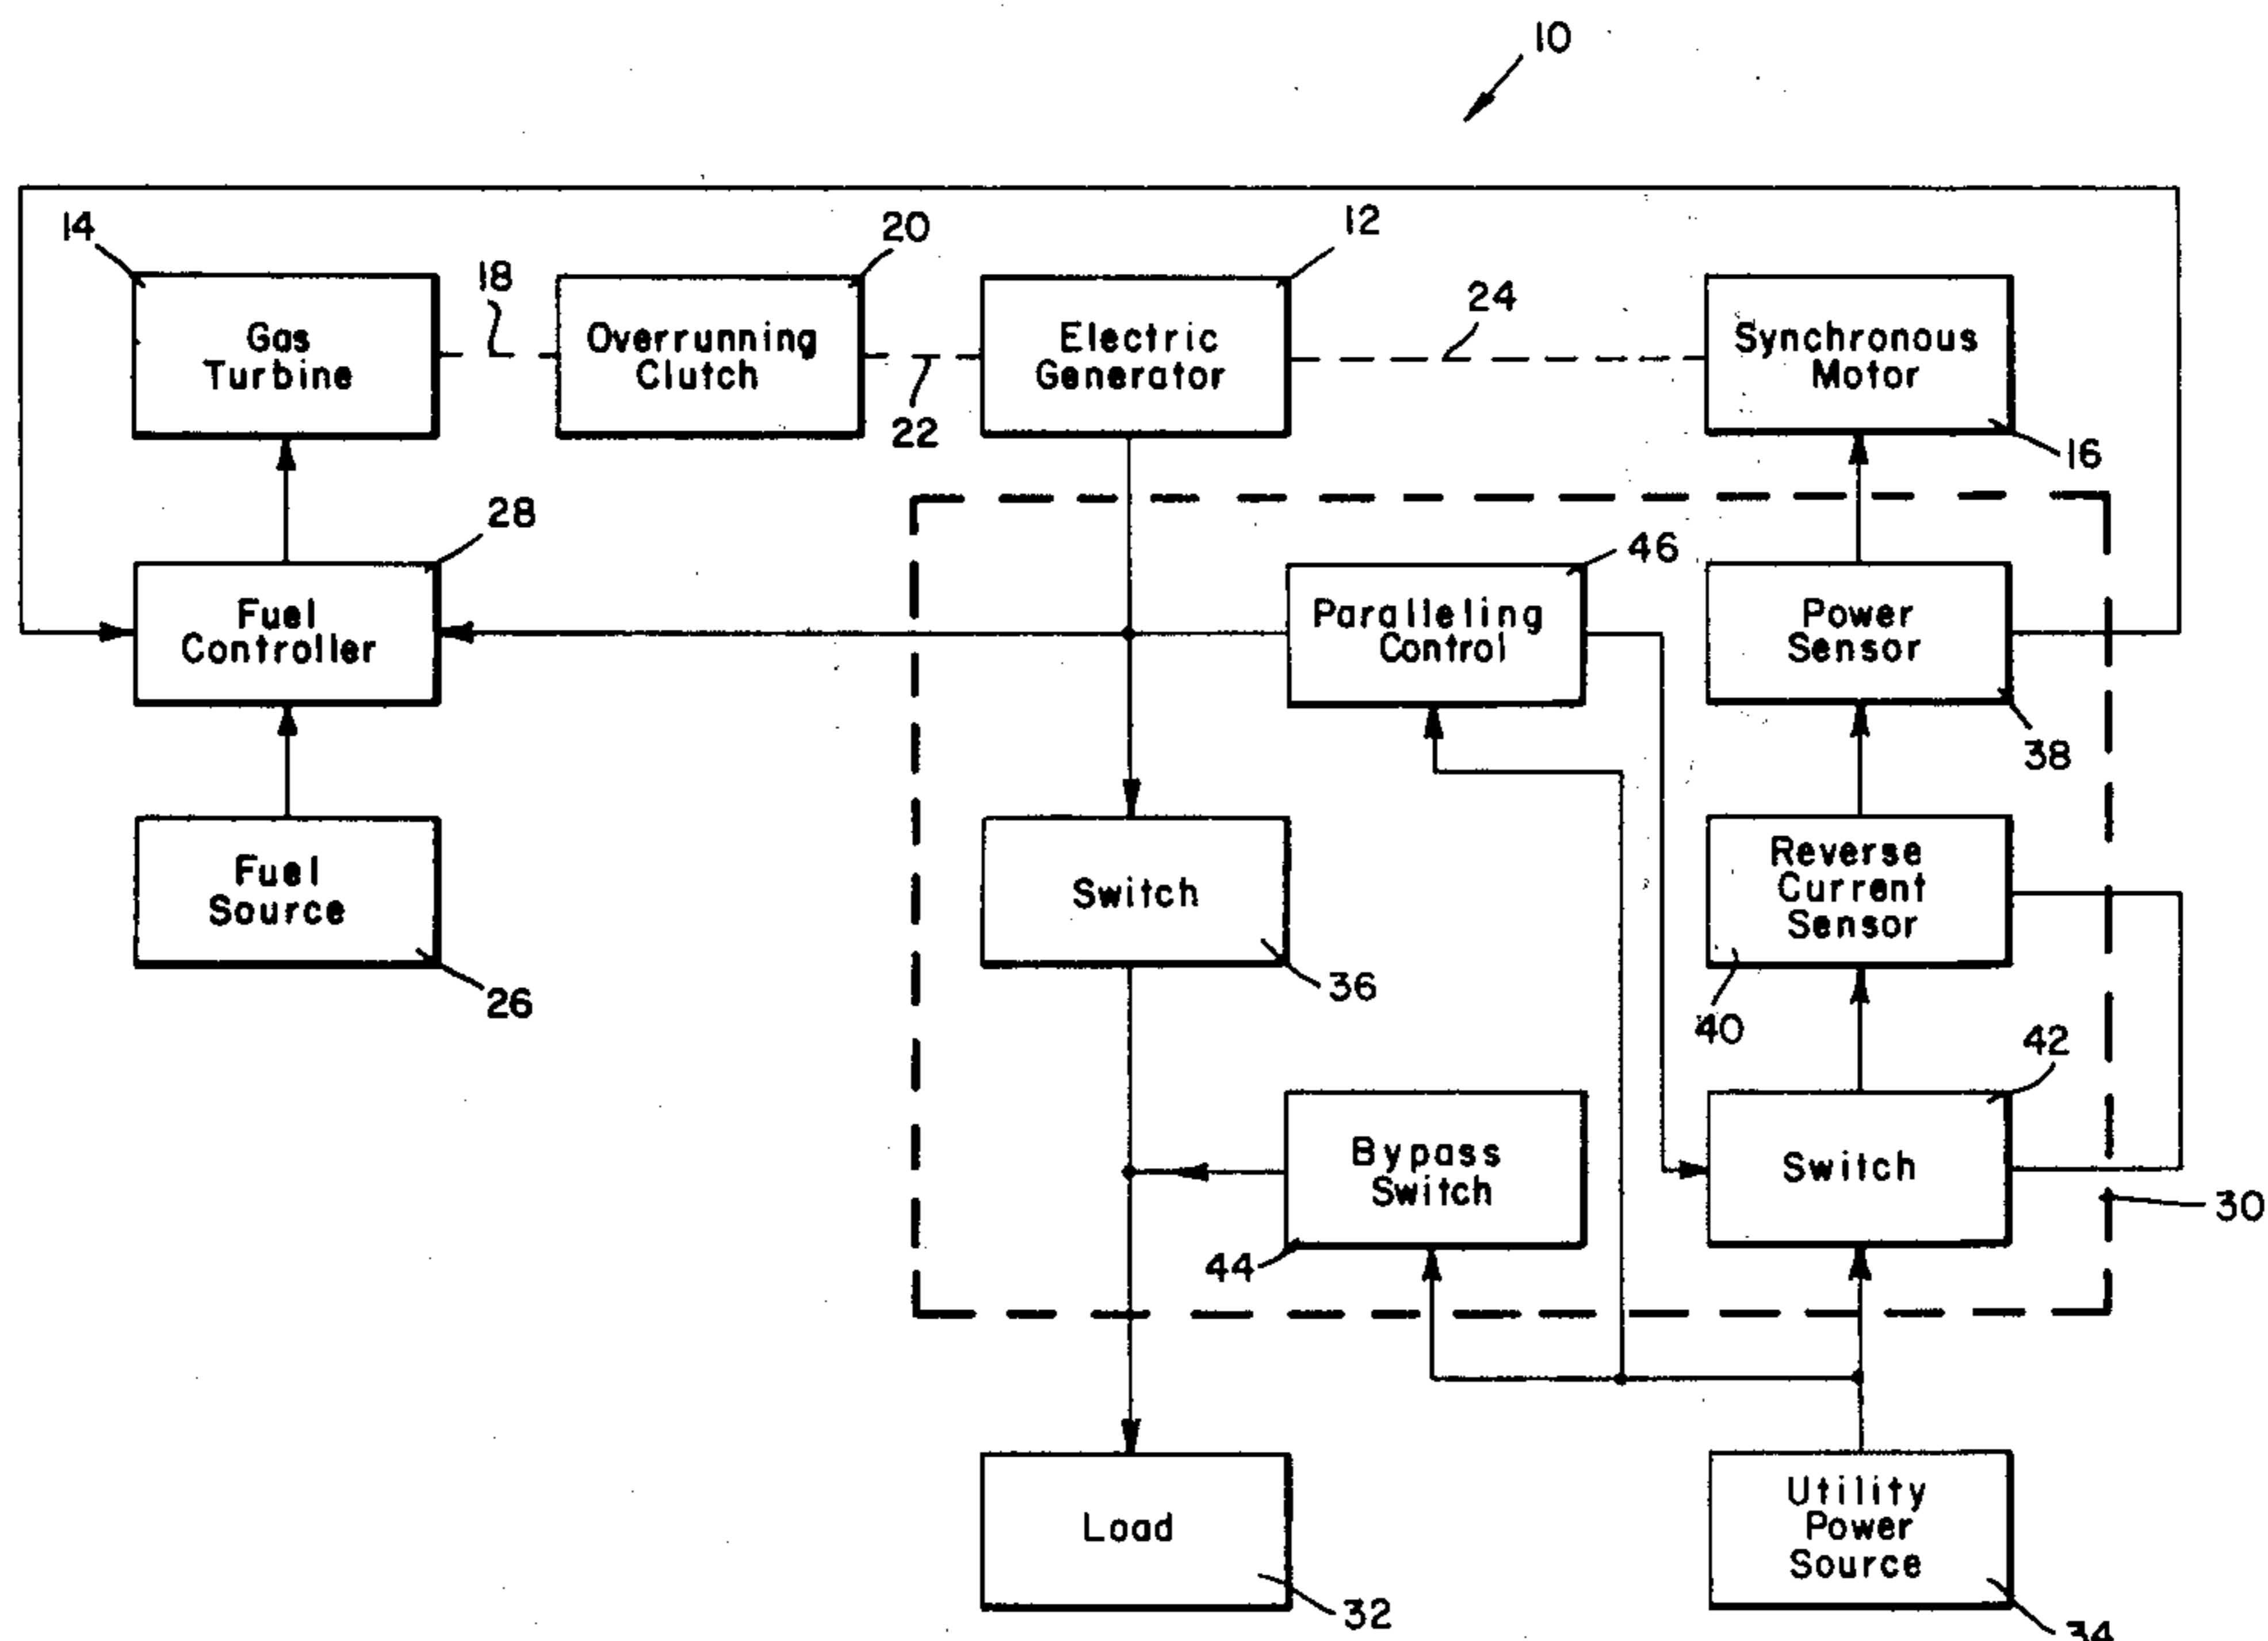 10
14
18
20
12
24
Gas
Turbine
Overrunning
Clutch
Electric
Generator
Synchronous
Motor
22
16
28
46
Fuel
Controller
Paralleling
Control
Power
Sensor
38
Fuel
Source
26
Switch
36
Reverse
Current
Sensor
40
42
Bypass
Switch
44
Switch
30
Load
32
Utility
Power
Source
34